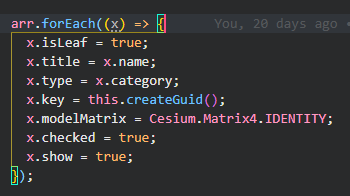 arr.forEach((x) => {    You, 20 days ago •
  x.isLeaf = true;
  x.title = x.name;
  x.type = x.category;
  x.key = this.createGuid();
  x.modelMatrix = Cesium.Matrix4.IDENTITY;
  x.checked = true;
  x.show = true;
});